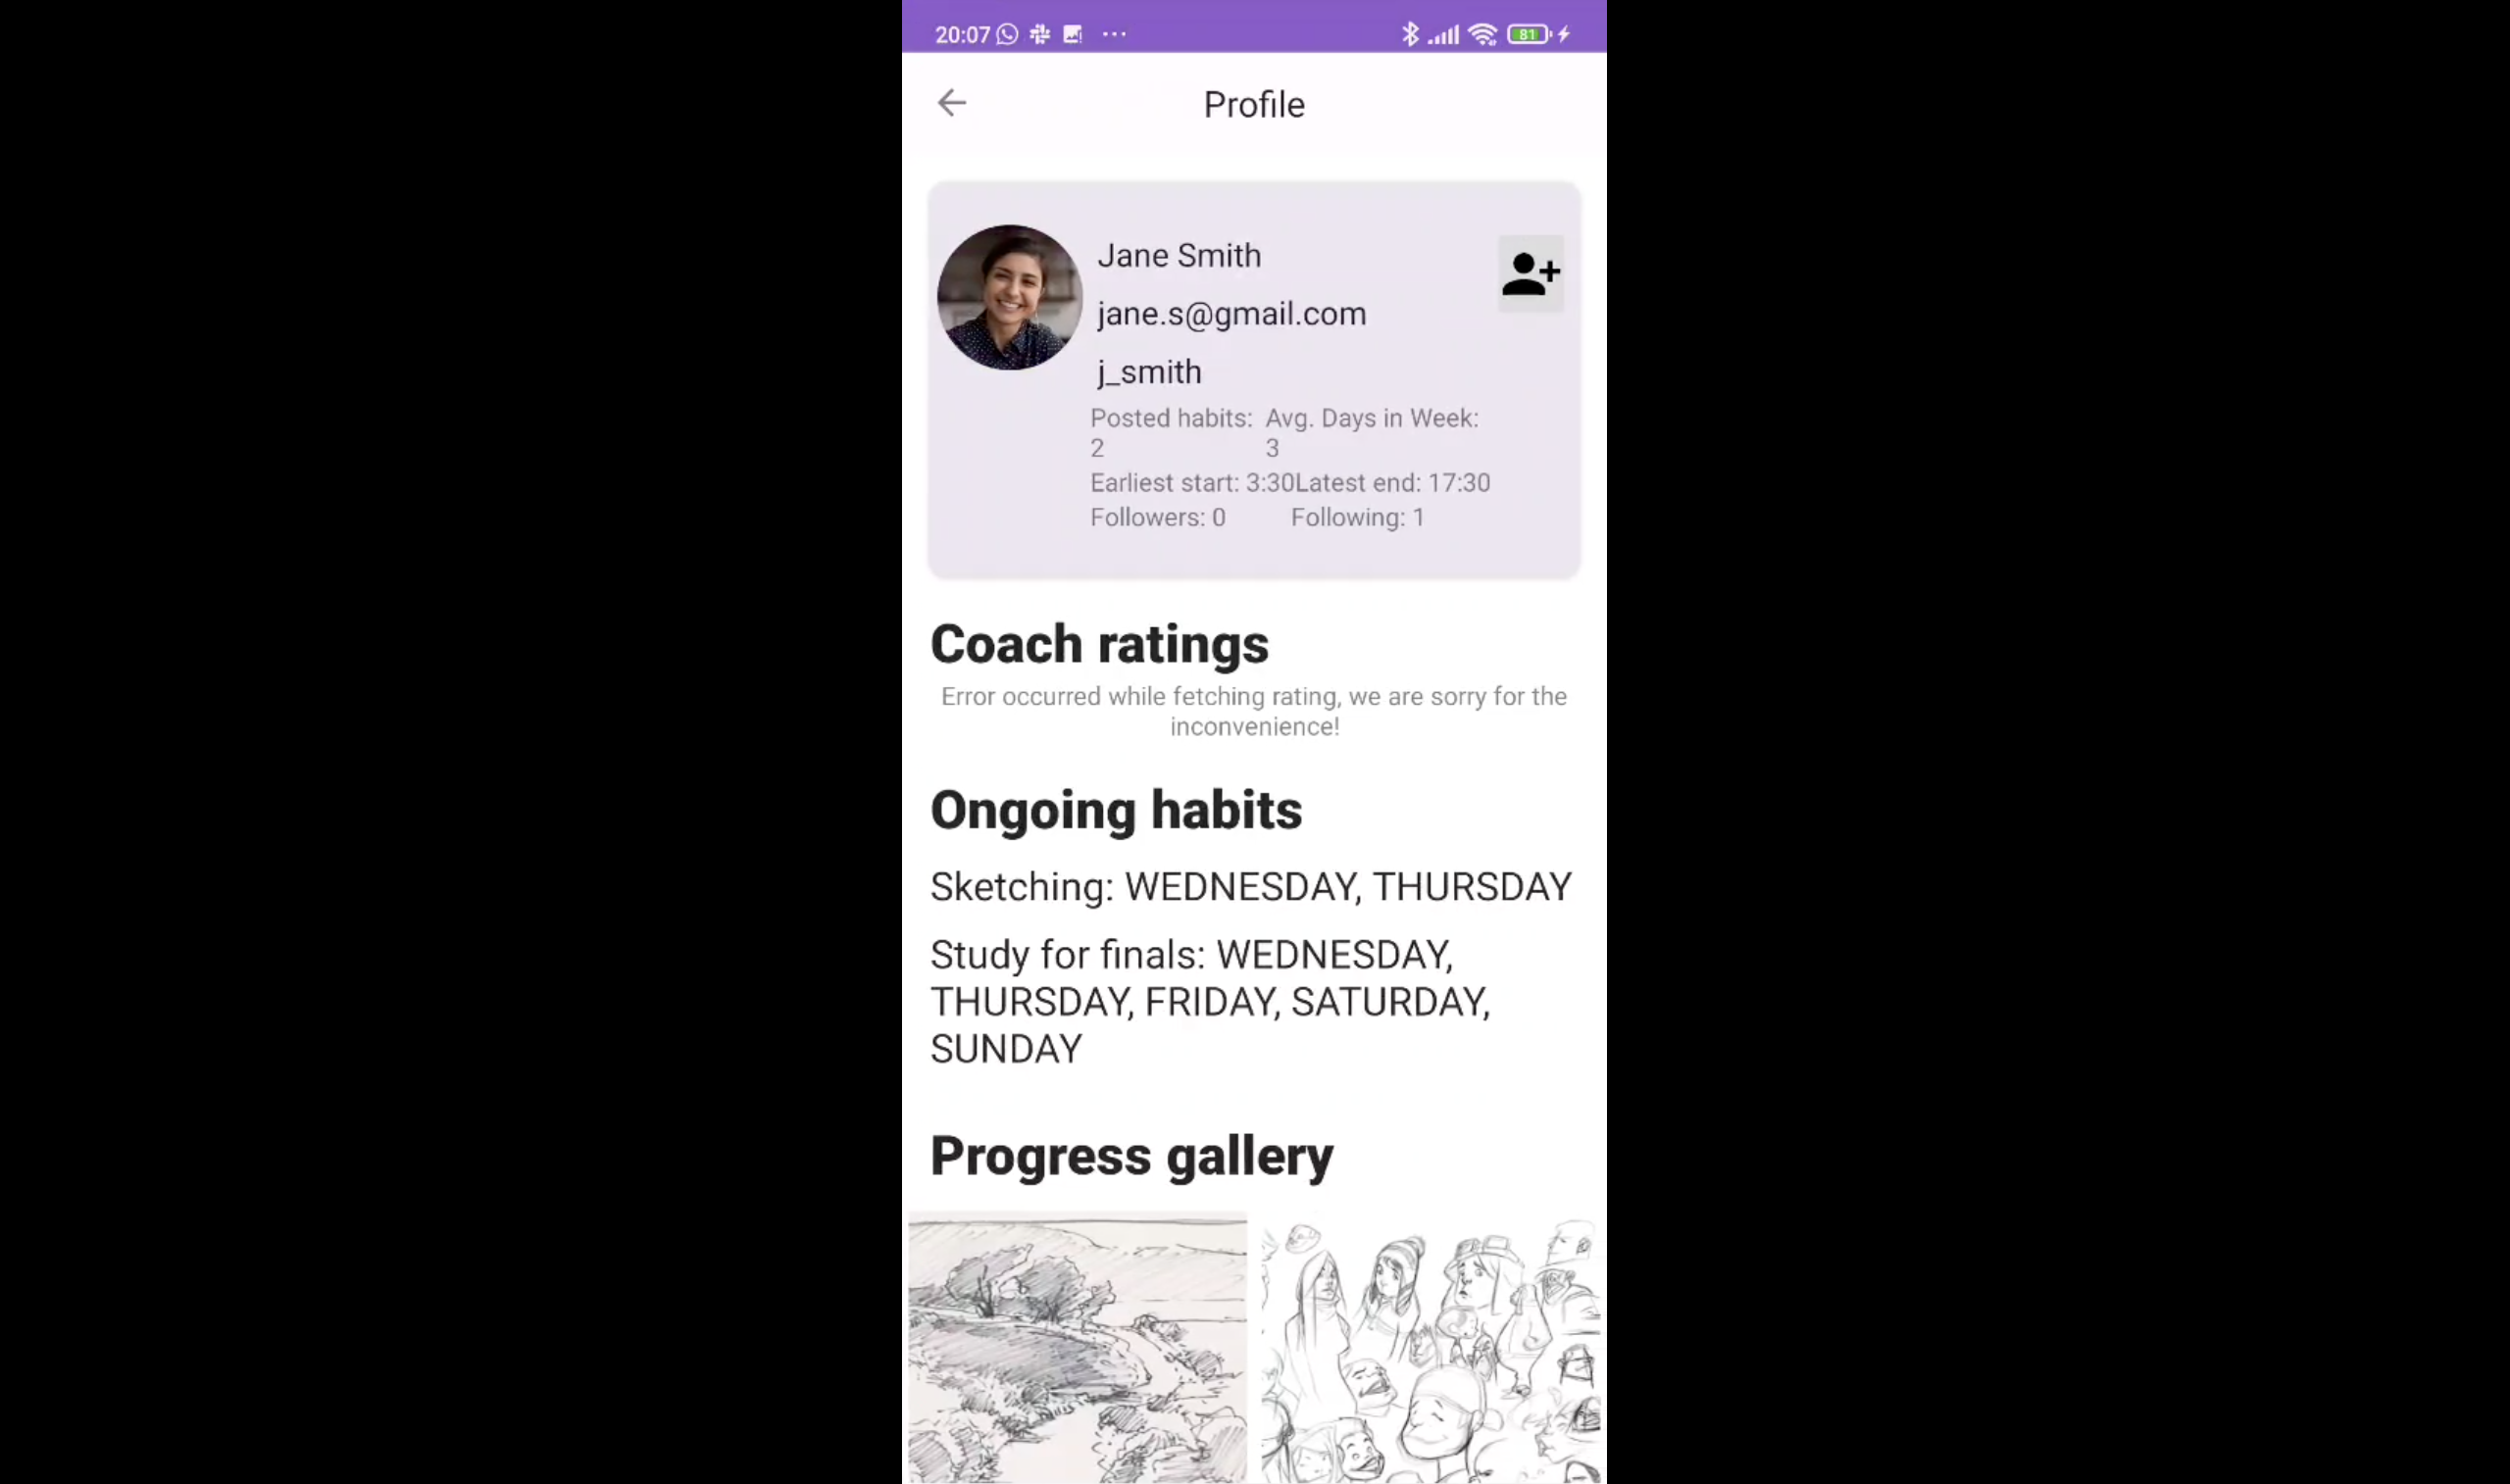 20:07 81
Profile
Jane Smith
jane.s@gmail.com
j_smith
Posted habits: Avg. Days in Week:
2 3
Earliest start: 3:30Latest end: 17:30
Followers: 0 Following: 1
Coach ratings
Error occurred while fetching rating, we are sorry for the
inconvenience!
Ongoing habits
Sketching: WEDNESDAY, THURSDAY
Study for finals: WEDNESDAY,
THURSDAY, FRIDAY, SATURDAY,
SUNDAY
Progress gallery